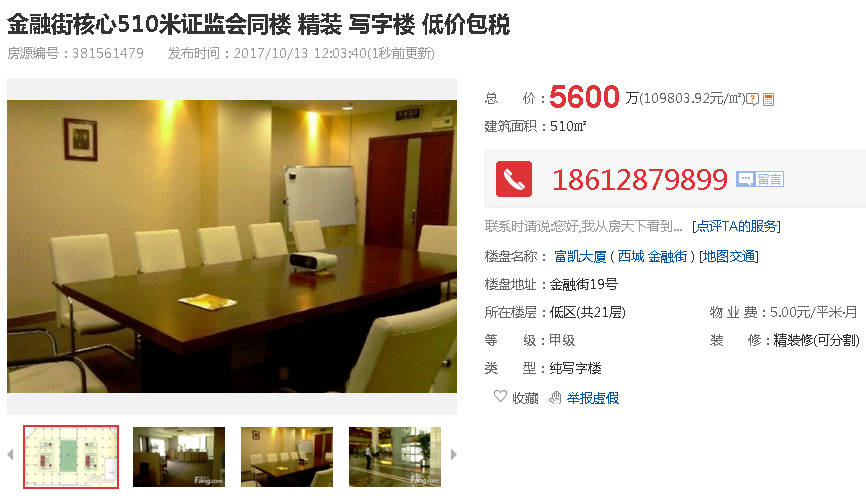 金融街核心510米证监会同楼 精装 写字楼 低价包税
房源编号：381561479 发布时间：2017/10/13 12:03:40(1秒前更新)
总 价：5600 万(109803.92元/㎡)
建筑面积：510㎡
18612879899 留言
联系时请说:您好,我从房天下看到... [点评TA的服务]
楼盘名称： 富凯大厦 ( 西城 金融街 ) [地图交通]
楼盘地址：金融街19号
所在楼层：低区(共21层) 物 业 费：5.00元/平米·月
等 级：甲级 装 修：精装修(可分割)
类 型：纯写字楼
收藏 举报虚假
Fang.com
Fang.com